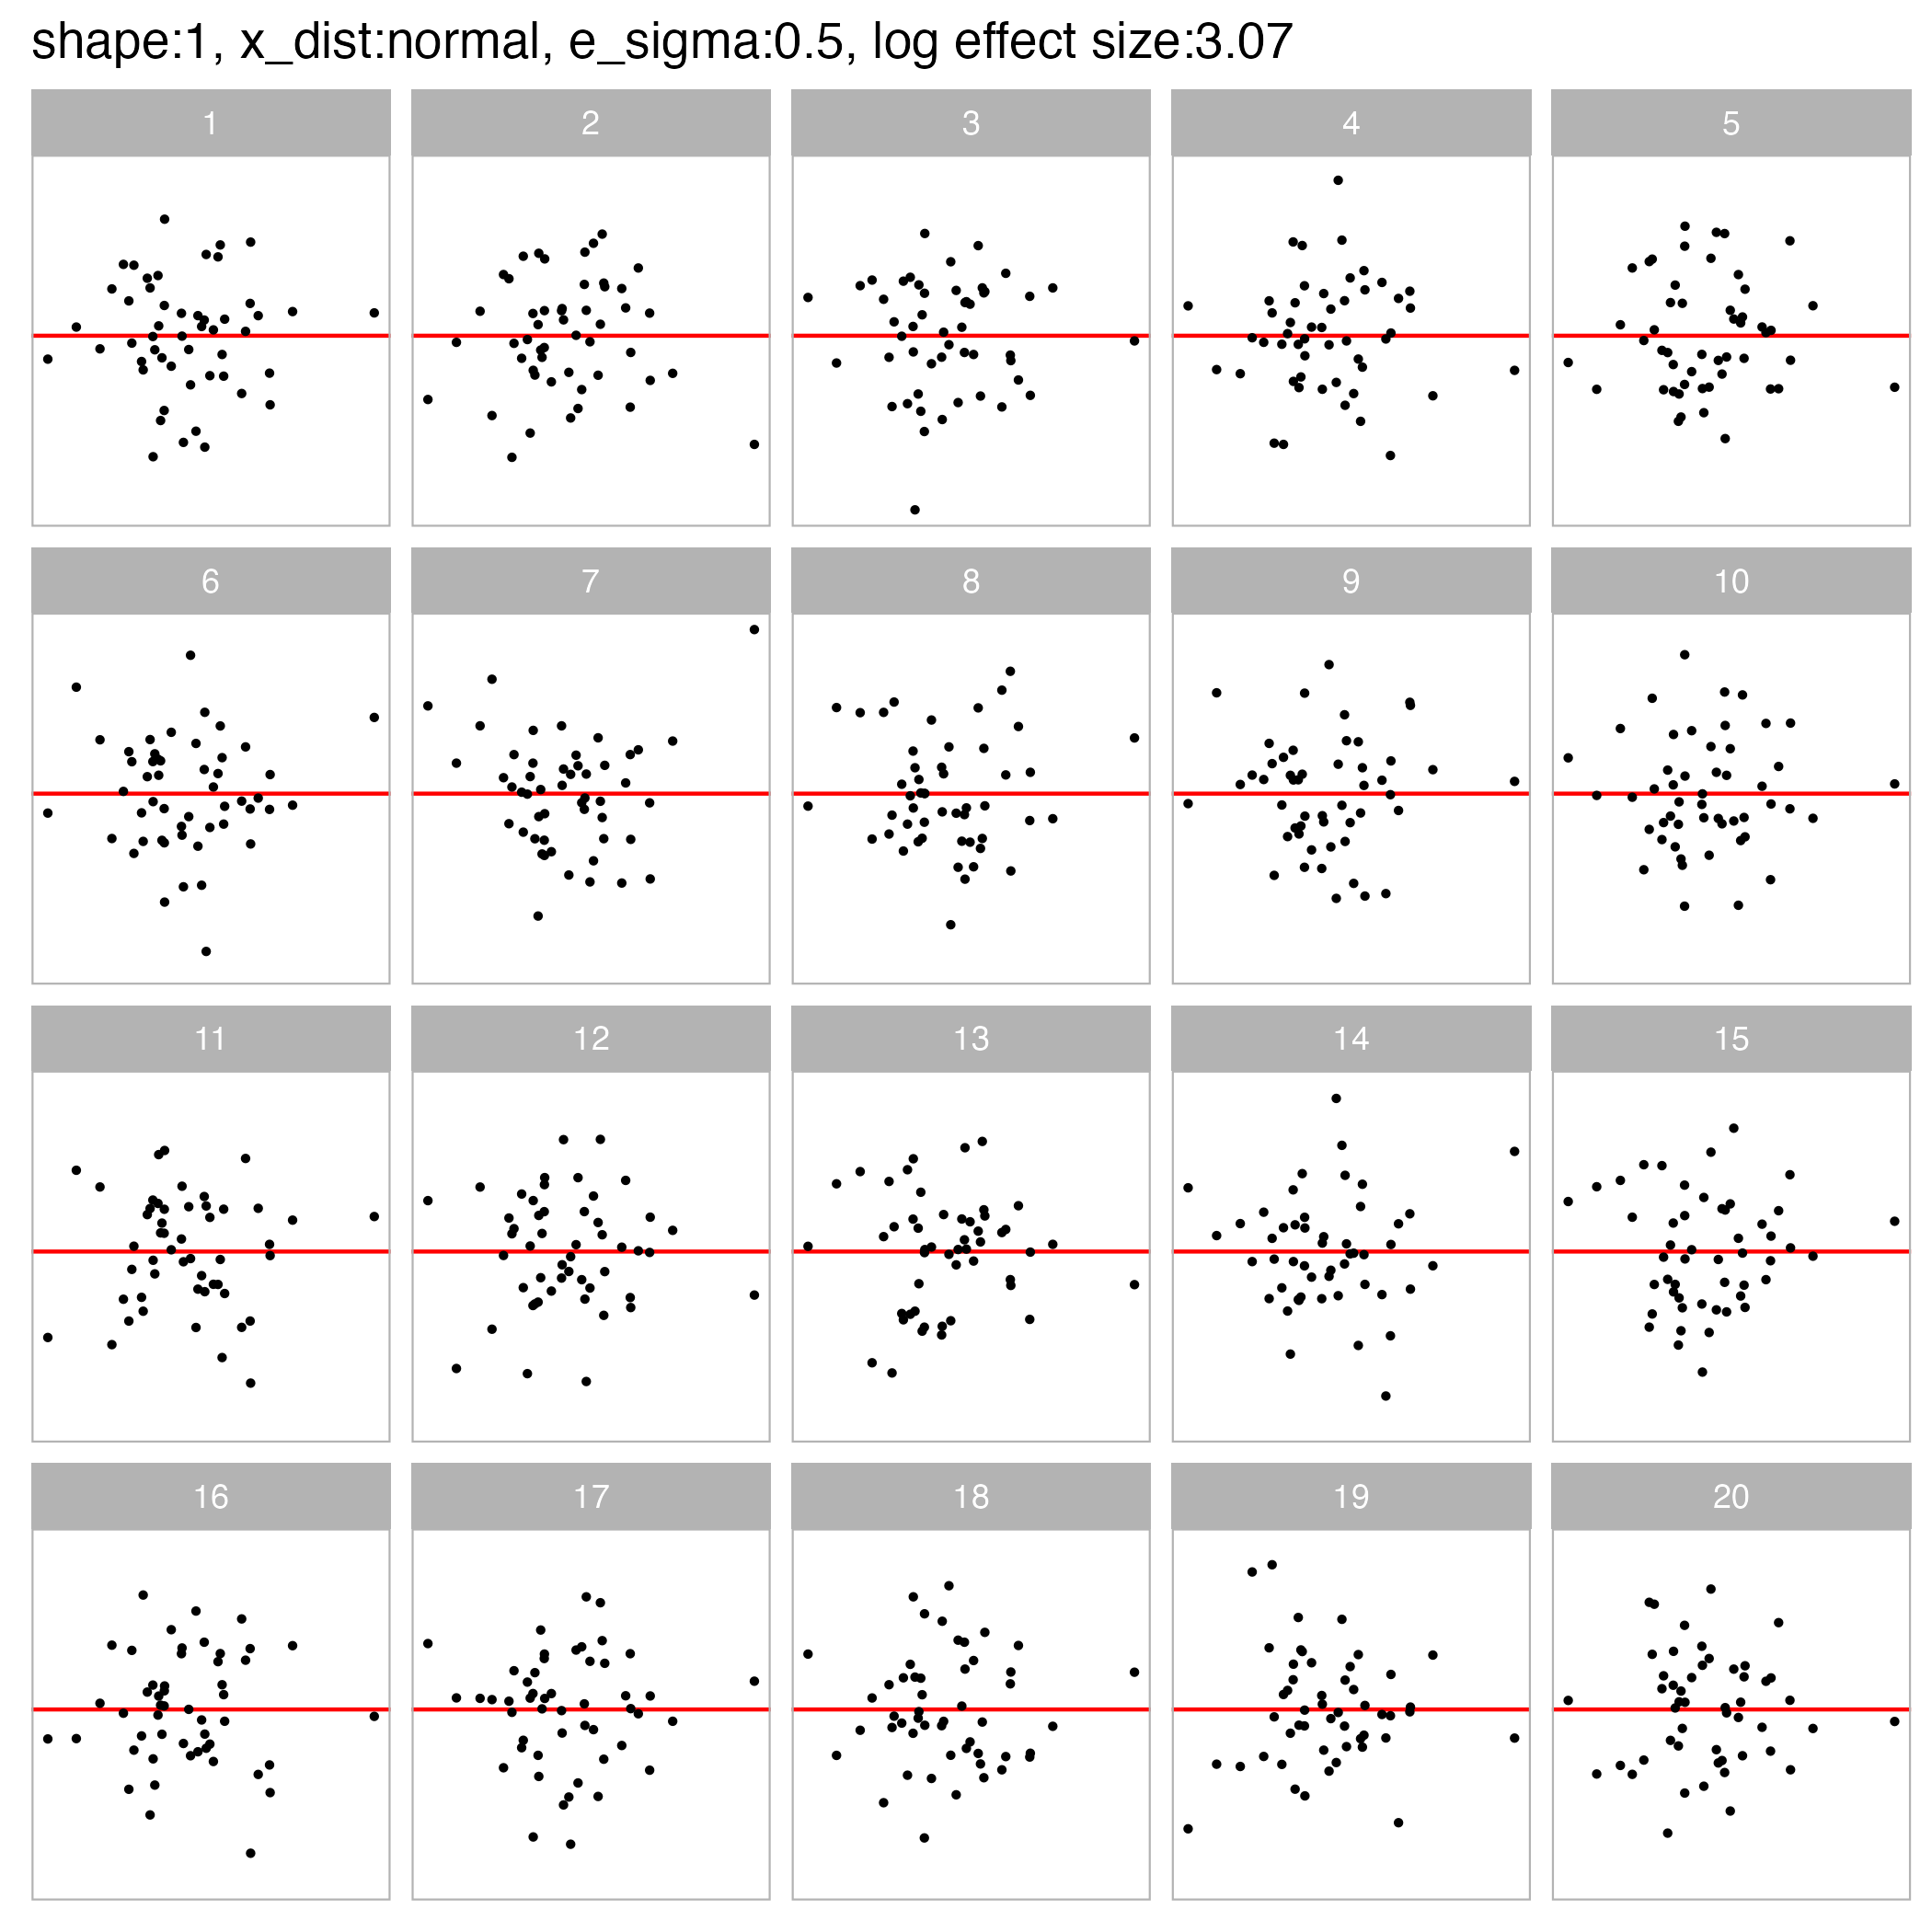 shape:1, x_dist:normal, e_sigma:0.5, log effect size:3.07
1 2 3 4 5
6 7 8 9 10
11 12 13 14 15
16 17 18 19 20